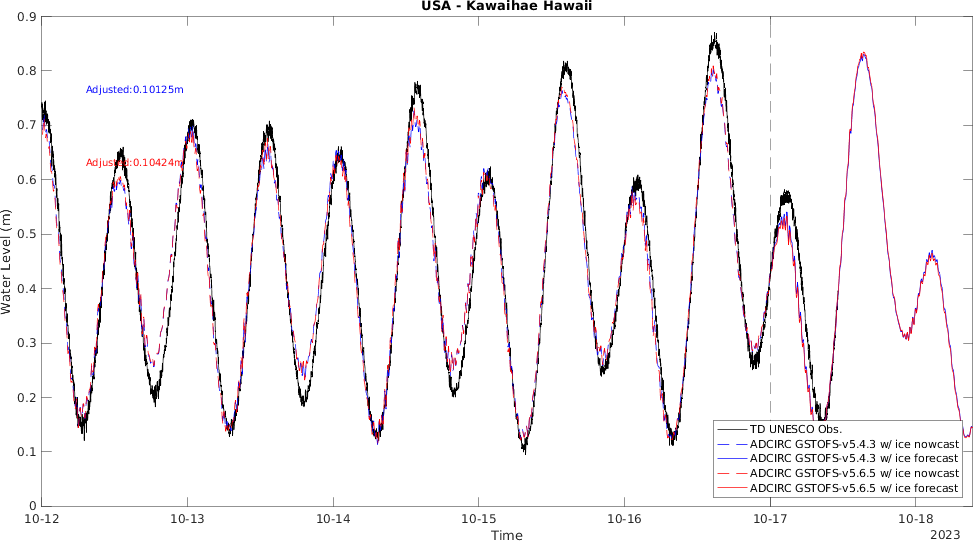 USA - Kawaihae Hawaii
0.9
0.8
0.7
0.6
0.5
0.4
0.3
0.2
0.1
0
Water Level (m)
Adjusted:0.10125m
Adjusted:0.10424m
TD UNESCO Obs.
ADCIRC GSTOFS-v5.4.3 w/ ice nowcast
ADCIRC GSTOFS-v5.4.3 w/ ice forecast
ADCIRC GSTOFS-v5.6.5 w/ ice nowcast
ADCIRC GSTOFS-v5.6.5 w/ ice forecast
10-12 10-13 10-14 10-15 10-16 10-17 10-18
Time
2023